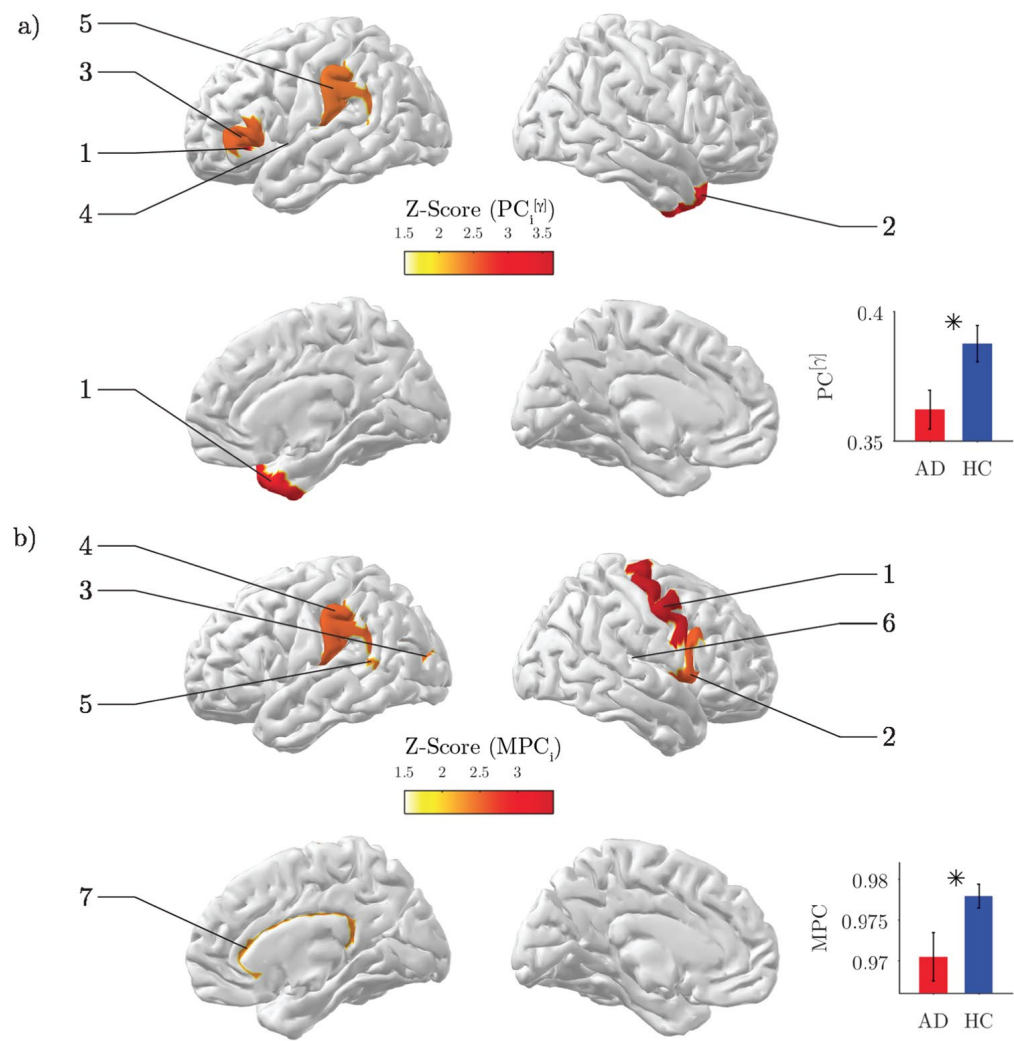 a)
5
3
1
4
2
Z-Score (PC_i^[γ])
1.5 2 2.5 3 3.5
1
0.4
PC^[γ]
0.35
*
AD HC
b)
4
3
5
1
6
2
Z-Score (MPC_i)
1.5 2 2.5 3
7
0.98
0.975
0.97
MPC
*
AD HC